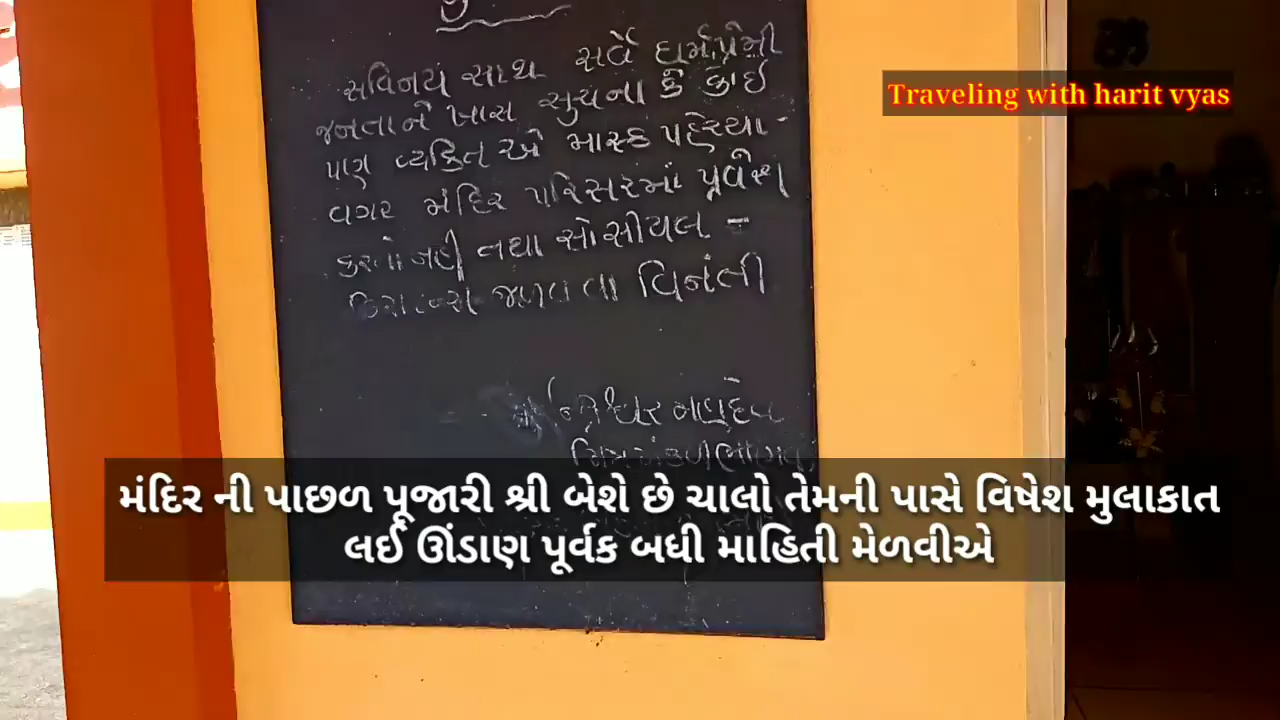 સવિનય સાથ સર્વે ધર્મપ્રેમી
જનતાને ખાસ સુચના કે કોઈ
પણ વ્યકિત એ માસ્ક પહેરયા -
વગર મંદિર પરિસરમાં પ્રવેશ
કરવો નહી તથા સોસીયલ -
જાળવવા વિનંતી
Traveling with harit vyas
મંદિર ની પાછળ પૂજારી શ્રી બેશે છે ચાલો તેમની પાસે વિષેશ મુલાકાત
લઈ ઊંડાણ પૂર્વક બધી માહિતી મેળવીએ